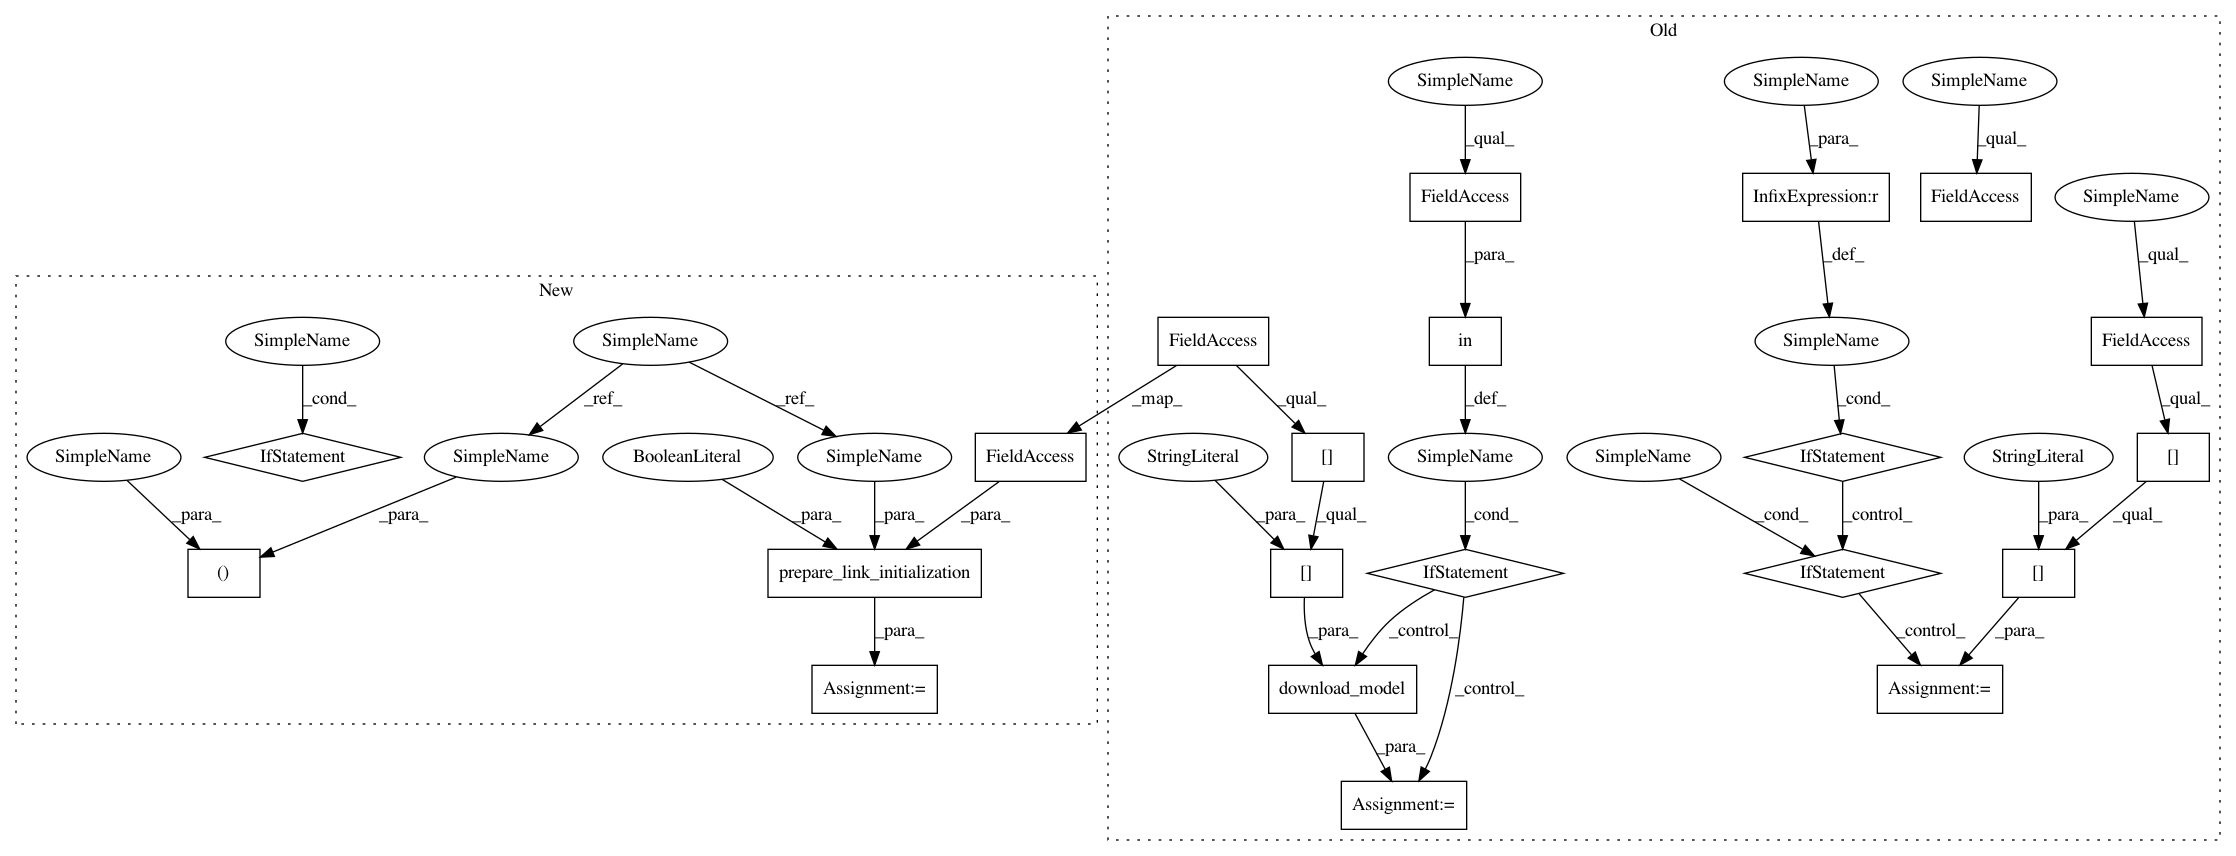 Old
SimpleName
SimpleName
SimpleName
_qual_
_para_
_qual_
FieldAccess
InfixExpression:r
FieldAccess
SimpleName
_para_
_def_
_qual_
New
SimpleName
SimpleName
FieldAccess
in
SimpleName
FieldAccess
_cond_
_ref_
_ref_
_map_
_qual_
_def_
_cond_
_qual_
SimpleName
IfStatement
SimpleName
BooleanLiteral
SimpleName
FieldAccess
StringLiteral
[]
SimpleName
SimpleName
IfStatement
StringLiteral
[]
_para_
_para_
_para_
_para_
_para_
_para_
_qual_
_cond_
_cond_
_control_
_para_
_qual_
()
prepare_link_initialization
[]
IfStatement
IfStatement
[]
_para_
_para_
_control_
_control_
_control_
_para_
Assignment:=
download_model
Assignment:=
_para_
Assignment:=